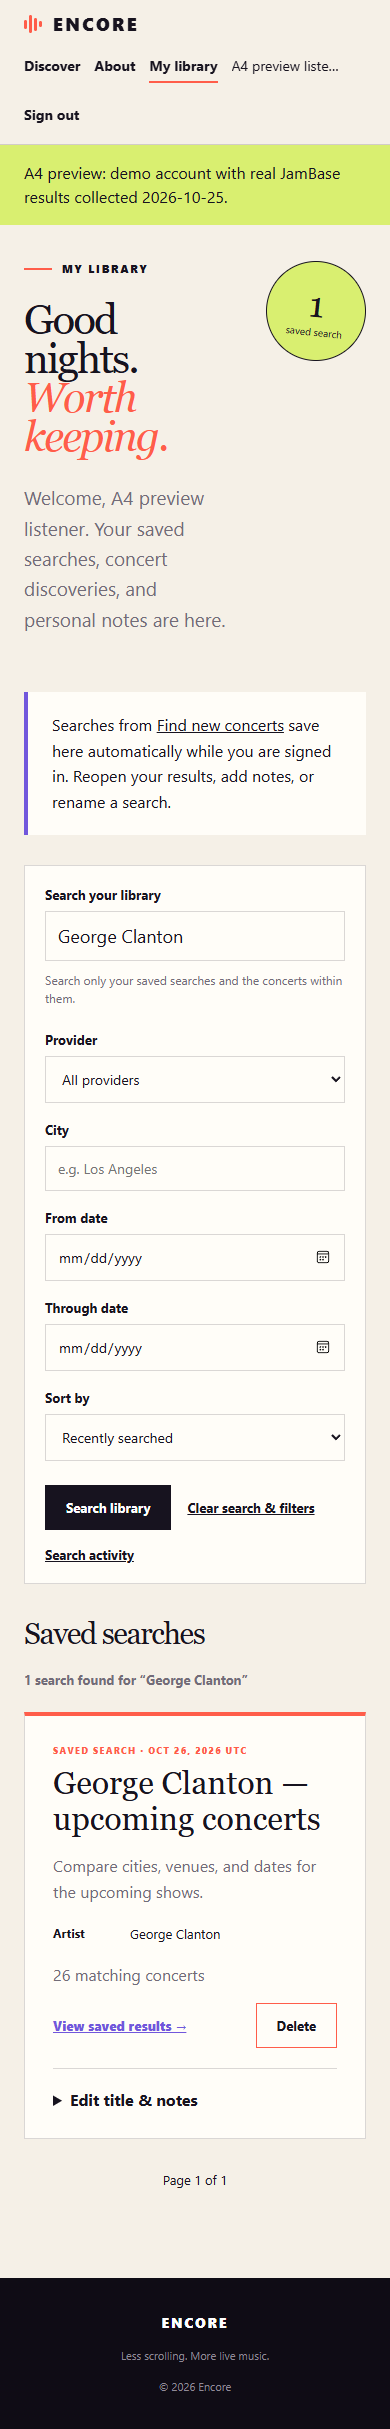 ENCORE
Discover About My library A4 preview liste...
Sign out
A4 preview: demo account with real JamBase
results collected 2026-10-25.
MY LIBRARY
1
saved search
Good
nights.
Worth
keeping.
Welcome, A4 preview
listener. Your saved
searches, concert
discoveries, and
personal notes are here.
Searches from Find new concerts save
here automatically while you are signed
in. Reopen your results, add notes, or
rename a search.
Search your library
George Clanton
Search only your saved searches and the concerts within
them.
Provider
All providers
City
e.g. Los Angeles
From date
mm/dd/yyyy
Through date
mm/dd/yyyy
Sort by
Recently searched
Search library Clear search & filters
Search activity
Saved searches
1 search found for “George Clanton”
SAVED SEARCH · OCT 26, 2026 UTC
George Clanton —
upcoming concerts
Compare cities, venues, and dates for
the upcoming shows.
Artist George Clanton
26 matching concerts
View saved results → Delete
Edit title & notes
Page 1 of 1
ENCORE
Less scrolling. More live music.
© 2026 Encore